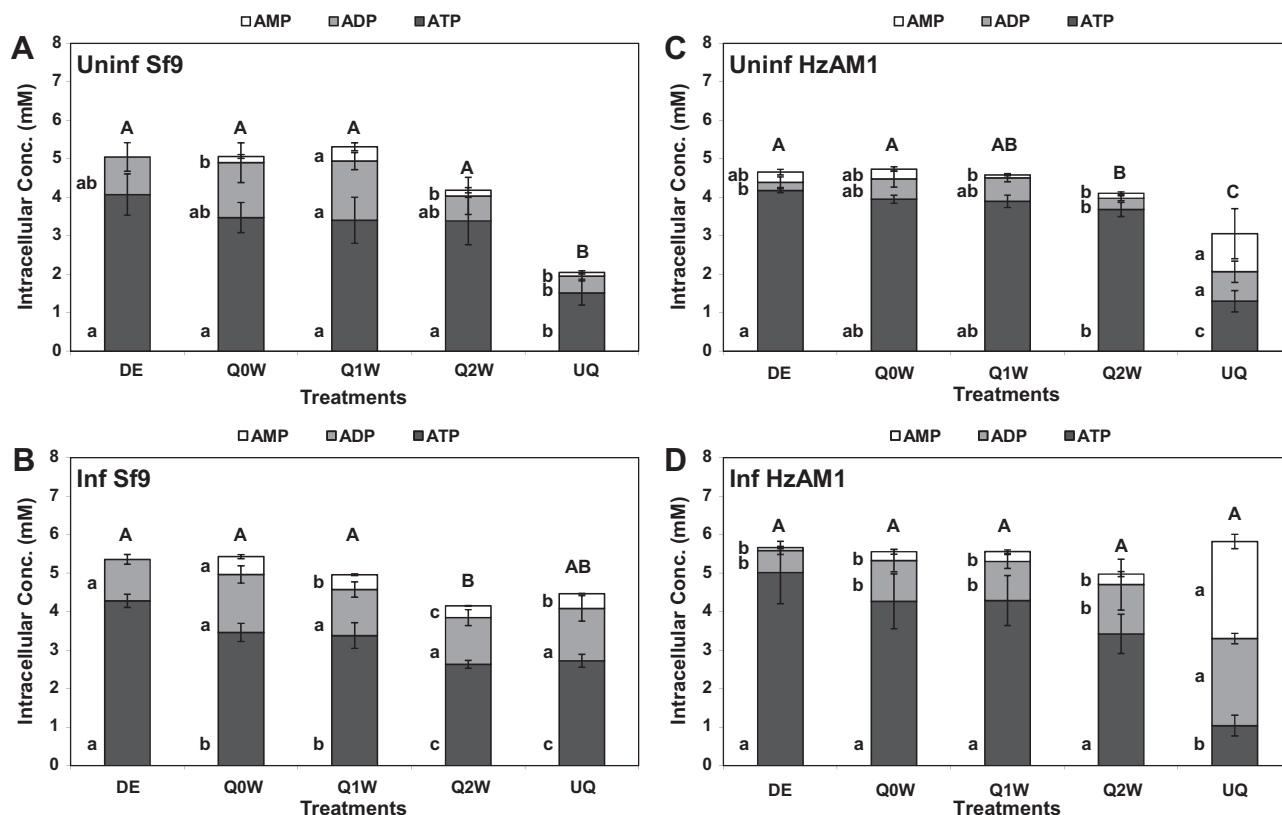 AMP ADP ATP
A
Uninf Sf9
Intracellular Conc. (mM)
8
7
6
5
4
3
2
1
0
A A A A B
b a b b
ab ab a ab b
a a a a b
DE Q0W Q1W Q2W UQ
Treatments
AMP ADP ATP
C
Uninf HzAM1
Intracellular Conc. (mM)
8
7
6
5
4
3
2
1
0
A A AB B C
ab ab b b a
b ab ab b a
a ab ab b c
DE Q0W Q1W Q2W UQ
Treatments
AMP ADP ATP
B
Inf Sf9
Intracellular Conc. (mM)
8
7
6
5
4
3
2
1
0
A A A B AB
a b c b
a a a a a
a b b c c
DE Q0W Q1W Q2W UQ
Treatments
AMP ADP ATP
D
Inf HzAM1
Intracellular Conc. (mM)
8
7
6
5
4
3
2
1
0
A A A A A
b b b b a
b b b b a
a a a a b
DE Q0W Q1W Q2W UQ
Treatments